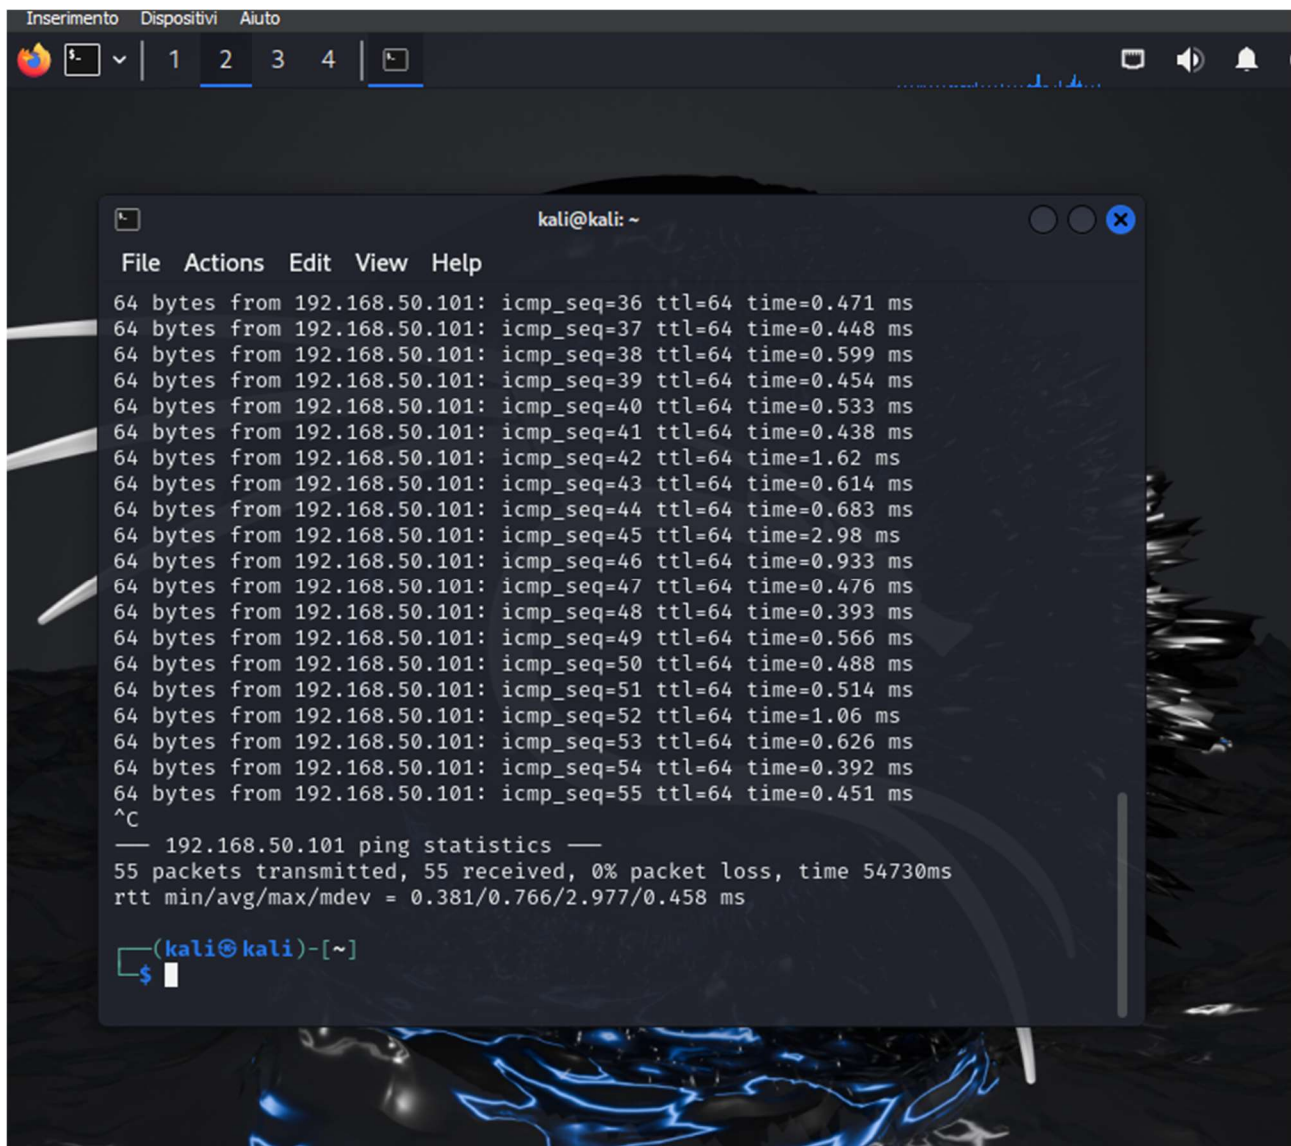 Inserimento Dispositivi Aiuto
1 2 3 4
kali@kali: ~
File Actions Edit View Help
64 bytes from 192.168.50.101: icmp_seq=36 ttl=64 time=0.471 ms
64 bytes from 192.168.50.101: icmp_seq=37 ttl=64 time=0.448 ms
64 bytes from 192.168.50.101: icmp_seq=38 ttl=64 time=0.599 ms
64 bytes from 192.168.50.101: icmp_seq=39 ttl=64 time=0.454 ms
64 bytes from 192.168.50.101: icmp_seq=40 ttl=64 time=0.533 ms
64 bytes from 192.168.50.101: icmp_seq=41 ttl=64 time=0.438 ms
64 bytes from 192.168.50.101: icmp_seq=42 ttl=64 time=1.62 ms
64 bytes from 192.168.50.101: icmp_seq=43 ttl=64 time=0.614 ms
64 bytes from 192.168.50.101: icmp_seq=44 ttl=64 time=0.683 ms
64 bytes from 192.168.50.101: icmp_seq=45 ttl=64 time=2.98 ms
64 bytes from 192.168.50.101: icmp_seq=46 ttl=64 time=0.933 ms
64 bytes from 192.168.50.101: icmp_seq=47 ttl=64 time=0.476 ms
64 bytes from 192.168.50.101: icmp_seq=48 ttl=64 time=0.393 ms
64 bytes from 192.168.50.101: icmp_seq=49 ttl=64 time=0.566 ms
64 bytes from 192.168.50.101: icmp_seq=50 ttl=64 time=0.488 ms
64 bytes from 192.168.50.101: icmp_seq=51 ttl=64 time=0.514 ms
64 bytes from 192.168.50.101: icmp_seq=52 ttl=64 time=1.06 ms
64 bytes from 192.168.50.101: icmp_seq=53 ttl=64 time=0.626 ms
64 bytes from 192.168.50.101: icmp_seq=54 ttl=64 time=0.392 ms
64 bytes from 192.168.50.101: icmp_seq=55 ttl=64 time=0.451 ms
^C
--- 192.168.50.101 ping statistics ---
55 packets transmitted, 55 received, 0% packet loss, time 54730ms
rtt min/avg/max/mdev = 0.381/0.766/2.977/0.458 ms
┌──(kali㉿kali)-[~]
└─$